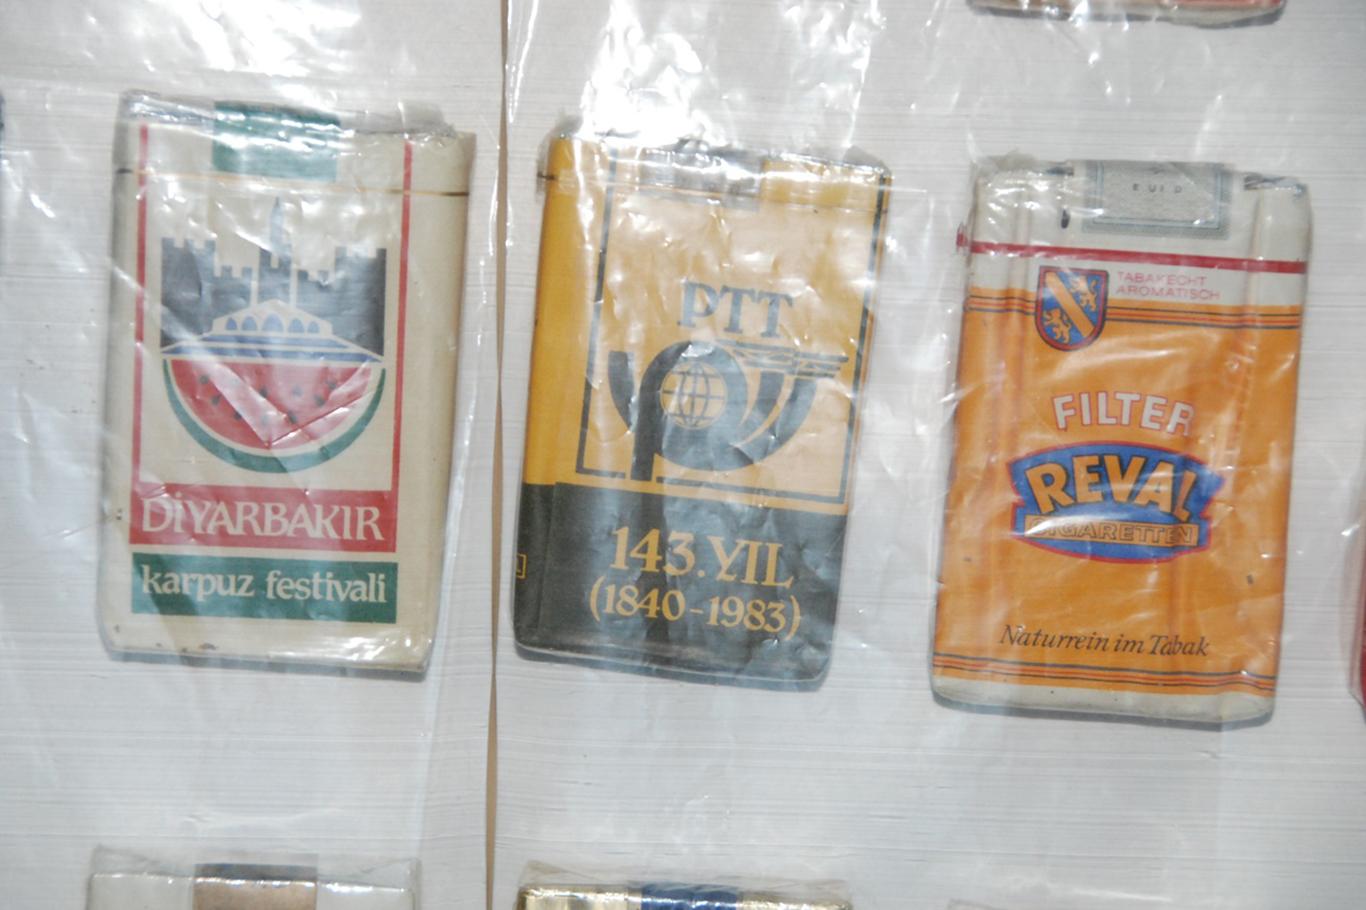 DİYARBAKIR
karpuz festivali
PTT
143.YIL
(1840-1983)
TABAKECHT
AROMATISCH
FILTER
REVAL
CIGARETTEN
Naturrein im Tabak